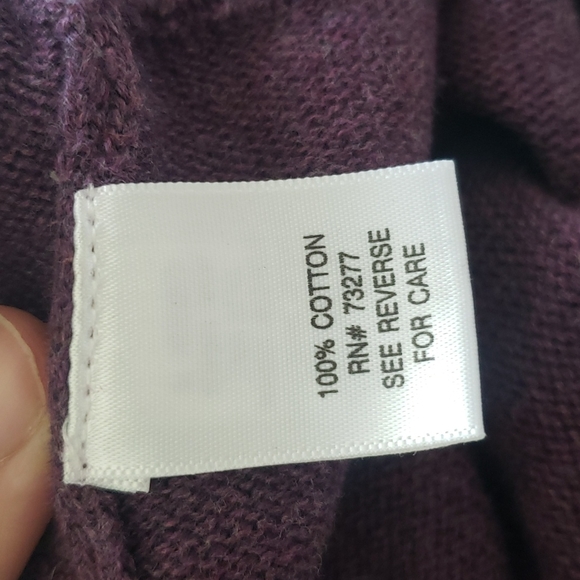 100% COTTON
RN# 73277
SEE REVERSE
FOR CARE